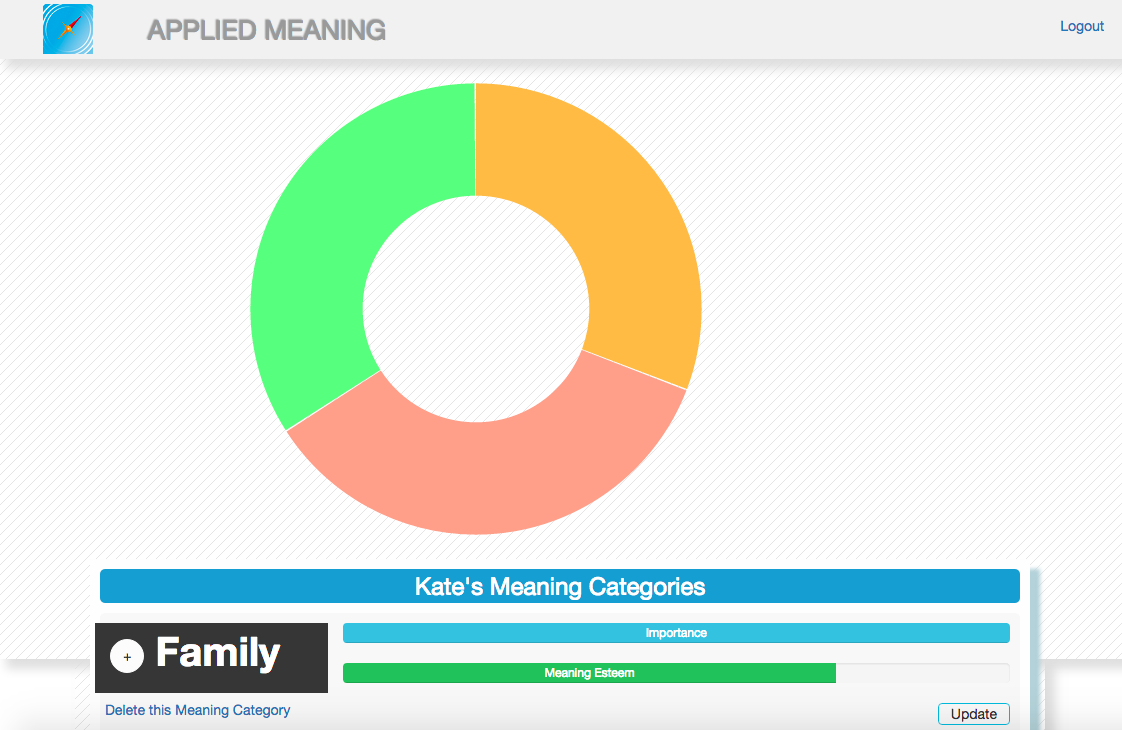 APPLIED MEANING
Logout
Kate's Meaning Categories
+ Family
Importance
Meaning Esteem
Delete this Meaning Category
Update